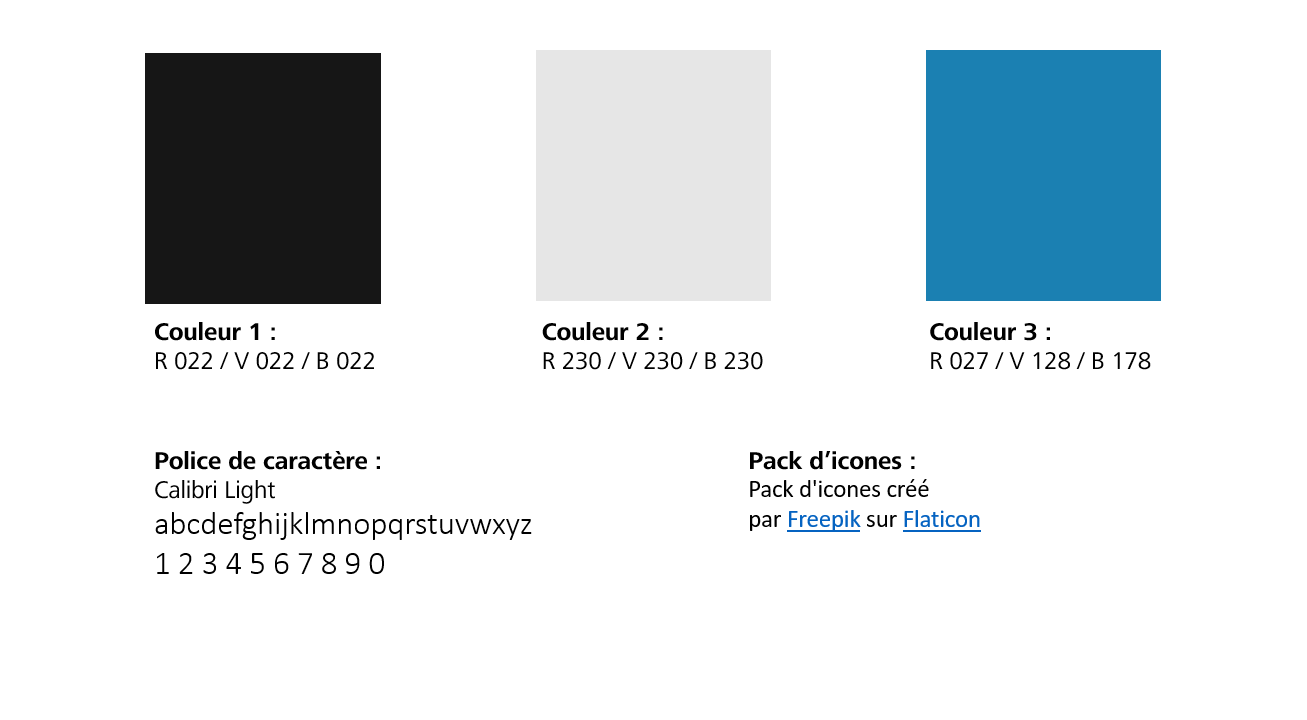 Couleur 1 :
R 022 / V 022 / B 022
Couleur 2 :
R 230 / V 230 / B 230
Couleur 3 :
R 027 / V 128 / B 178
Police de caractère :
Calibri Light
abcdefghijklmnopqrstuvwxyz
1 2 3 4 5 6 7 8 9 0
Pack d’icones :
Pack d'icones créé
par Freepik sur Flaticon